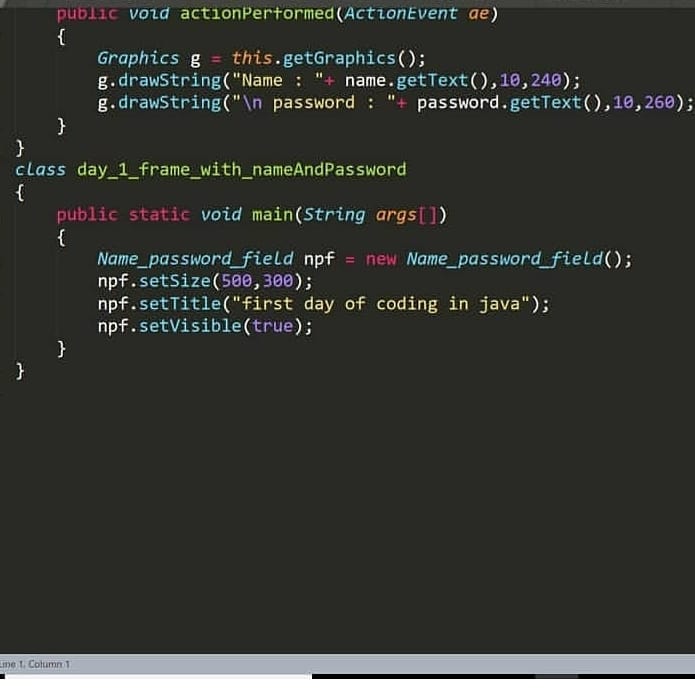 public void actionPerformed(ActionEvent ae)
{
Graphics g = this.getGraphics();
g.drawString("Name : "+ name.getText(),10,240);
g.drawString("\n password : "+ password.getText(),10,260);
}
}
class day_1_frame_with_nameAndPassword
{
public static void main(String args[])
{
Name_password_field npf = new Name_password_field();
npf.setSize(500,300);
npf.setTitle("first day of coding in java");
npf.setVisible(true);
}
}
Line 1, Column 1